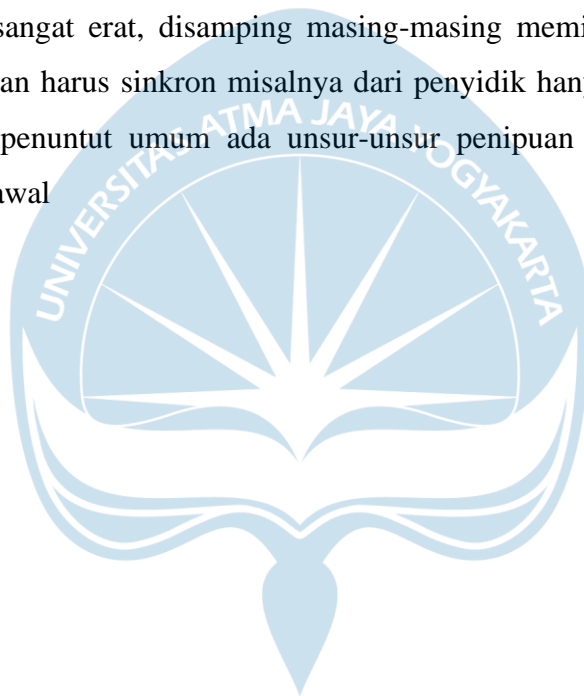 sangat erat, disamping masing-masing memi
an harus sinkron misalnya dari penyidik hany
penuntut umum ada unsur-unsur penipuan
awal
UNIVERSITAS ATMA JAYA YOGYAKARTA